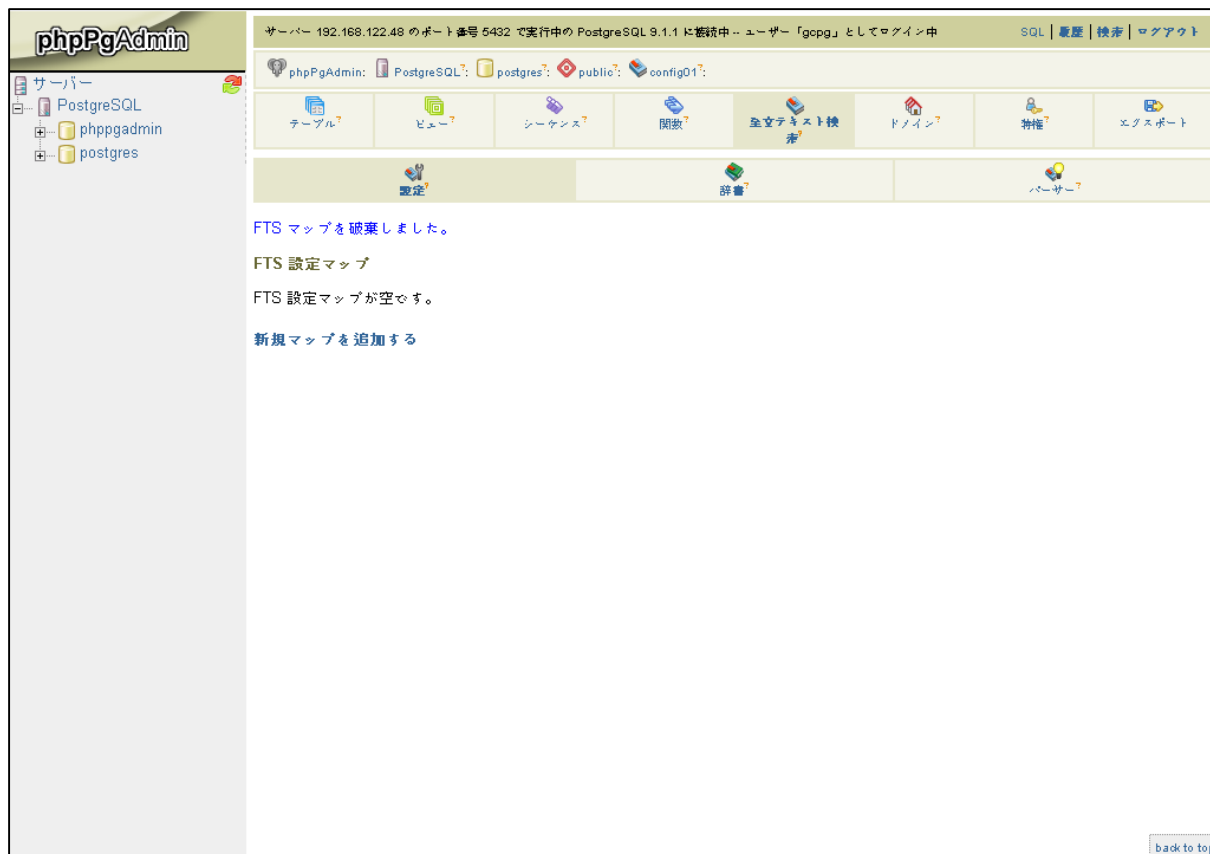 phpPgAdmin
サーバー
PostgreSQL
phppgadmin
postgres
サーバー 192.168.122.48 のポート番号 5432 で実行中の PostgreSQL 9.1.1 に接続中 -- ユーザー「gcpg」としてログイン中
SQL | 履歴 | 検索 | ログアウト
phpPgAdmin: PostgreSQL?: postgres?: public?: config01?:
テーブル?
ビュー?
シーケンス?
関数?
全文テキスト検索?
ドメイン?
特権?
エクスポート
設定?
辞書?
パーサー?
FTS マップを破棄しました。
FTS 設定マップ
FTS 設定マップが空です。
新規マップを追加する
back to top